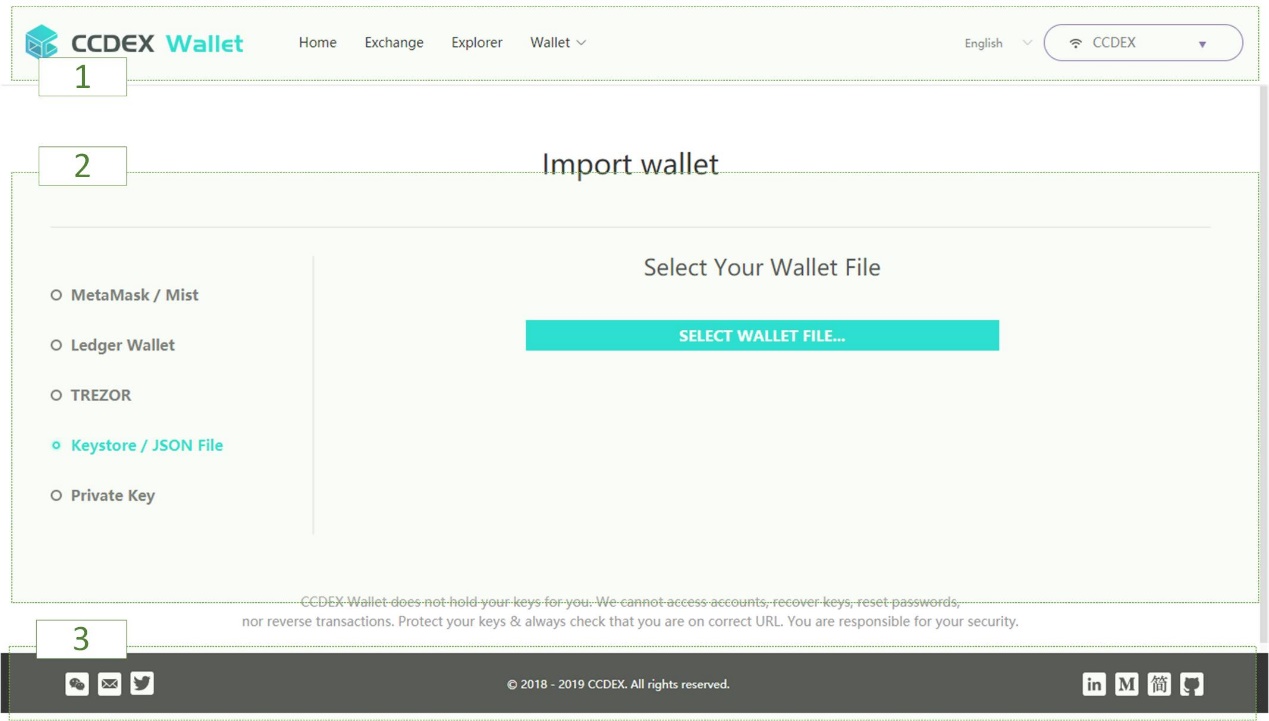 CCDEX Wallet Home Exchange Explorer Wallet English CCDEX
1
Import wallet
2
Select Your Wallet File
MetaMask / Mist
SELECT WALLET FILE...
Ledger Wallet
TREZOR
Keystore / JSON File
Private Key
CCDEX Wallet does not hold your keys for you. We cannot access accounts, recover keys, reset passwords,
nor reverse transactions. Protect your keys & always check that you are on correct URL. You are responsible for your security.
3
© 2018 - 2019 CCDEX. All rights reserved.
in M 简